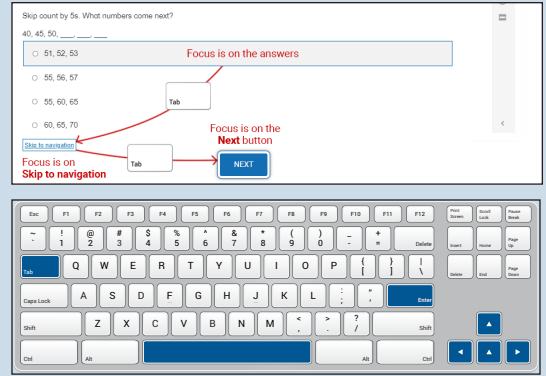 Skip count by 5s. What numbers come next?
40, 45, 50, ___, ___, ___
51, 52, 53
Focus is on the answers
55, 56, 57
55, 60, 65
Tab
60, 65, 70
Focus is on the
Next button
Skip to navigation
Focus is on
Skip to navigation
Tab
NEXT
Esc F1 F2 F3 F4 F5 F6 F7 F8 F9 F10 F11 F12 Print Screen Scroll Lock Pause Break
~ ` ! 1 @ 2 # 3 $ 4 % 5 ^ 6 & 7 * 8 ( 9 ) 0 _ - + = Delete Insert Home Page Up
Tab Q W E R T Y U I O P { [ } ] | \ Delete End Page Down
Caps Lock A S D F G H J K L : ; " ' Enter
Shift Z X C V B N M < , > . ? / Shift
Ctrl Alt Alt Ctrl